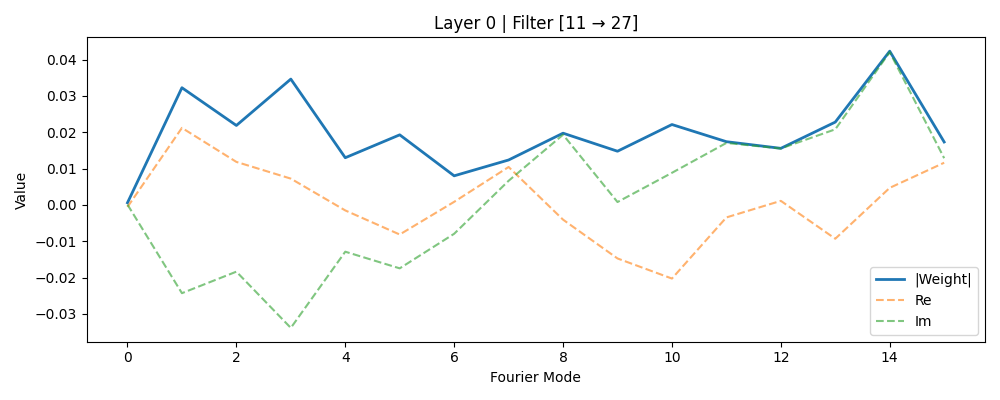 Layer 0 | Filter [11 → 27]
Value
0.04
0.03
0.02
0.01
0.00
−0.01
−0.02
−0.03
0
2
4
6
8
10
12
14
Fourier Mode
|Weight|
Re
Im